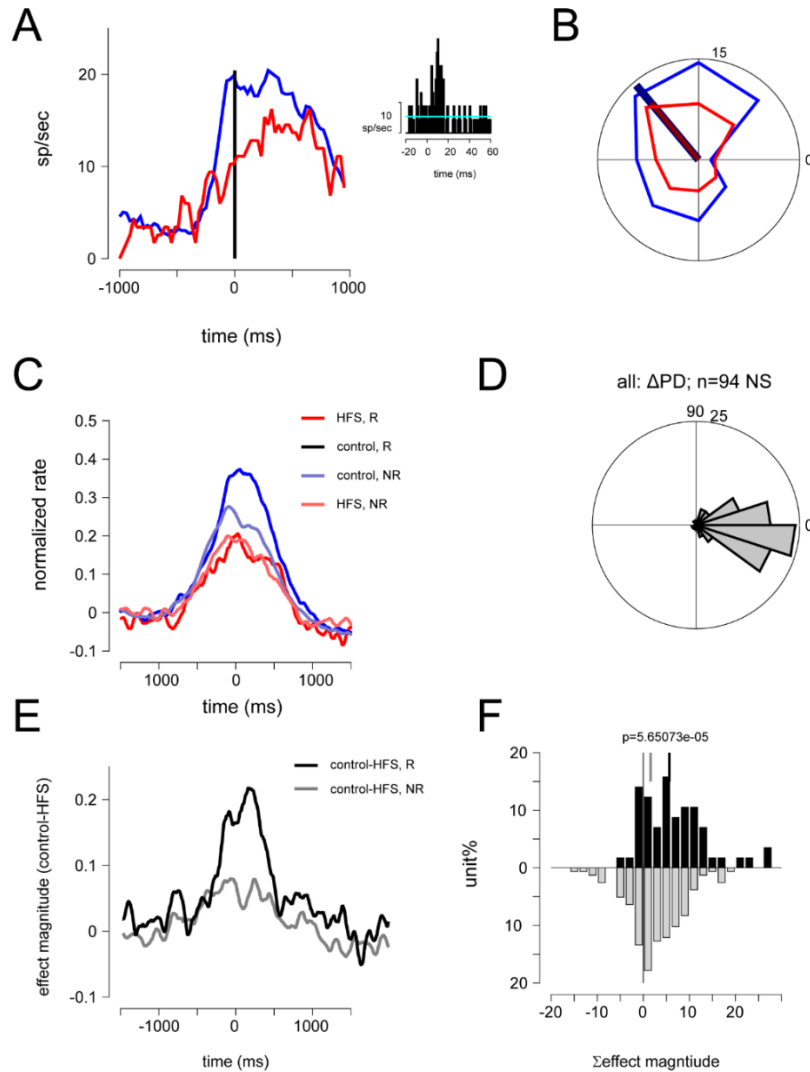 A
20
10
0
sp/sec
-1000
0
1000
time (ms)
10
sp/sec
-20
0
20
40
60
time (ms)
B
15
0
C
0.5
0.4
0.3
0.2
0.1
0
-0.1
normalized rate
HFS, R
control, R
control, NR
HFS, NR
1000
0
1000
time (ms)
D
all: ΔPD; n=94 NS
90
25
0
E
0.2
0.1
0
-0.1
effect magnitude (control-HFS)
control-HFS, R
control-HFS, NR
-1000
0
1000
time (ms)
F
p=5.65073e-05
20
10
0
10
20
unit%
-20
-10
0
10
20
Σeffect magntiude